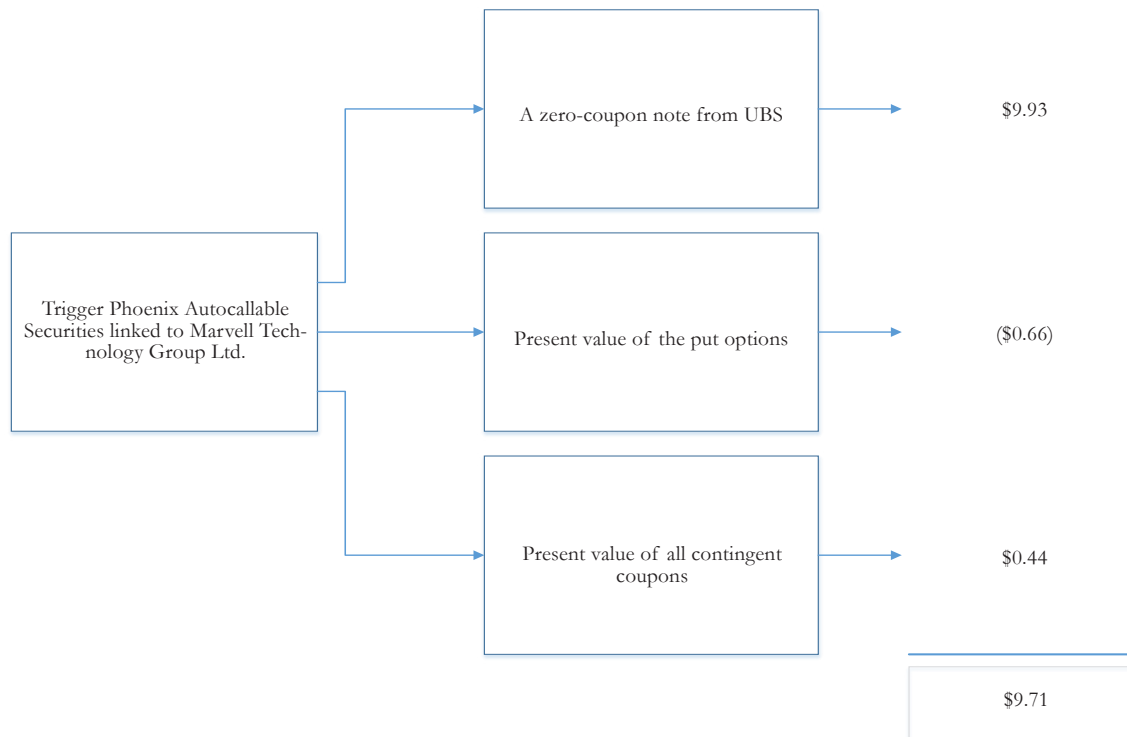 A zero-coupon note from UBS
$9.93
Trigger Phoenix Autocallable
Securities linked to Marvell Tech-
nology Group Ltd.
Present value of the put options
($0.66)
Present value of all contingent
coupons
$0.44
$9.71